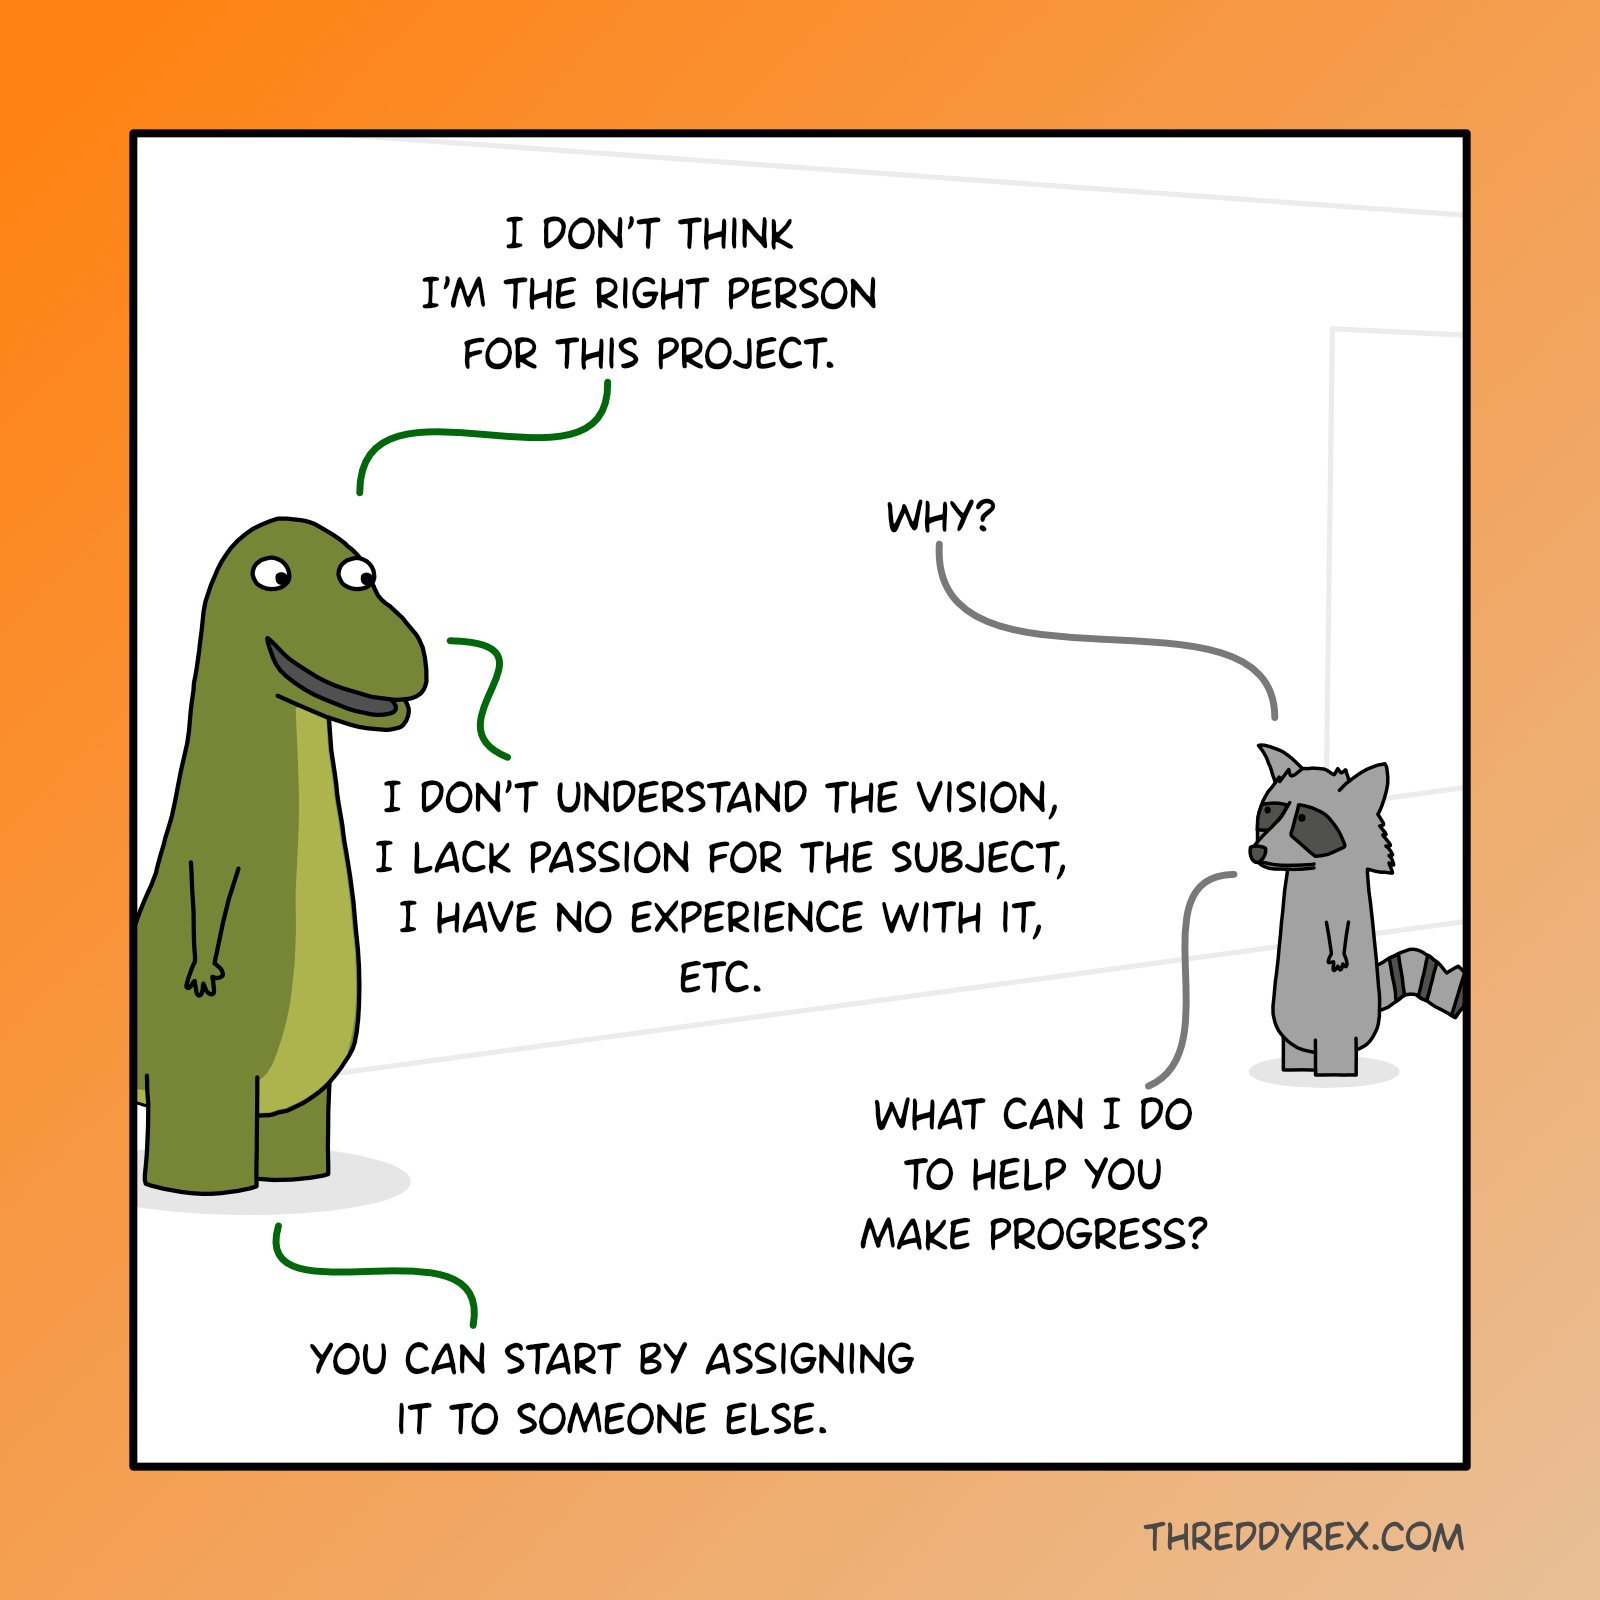 I DON'T THINK
I'M THE RIGHT PERSON
FOR THIS PROJECT.
WHY?
I DON'T UNDERSTAND THE VISION,
I LACK PASSION FOR THE SUBJECT,
I HAVE NO EXPERIENCE WITH IT,
ETC.
WHAT CAN I DO
TO HELP YOU
MAKE PROGRESS?
YOU CAN START BY ASSIGNING
IT TO SOMEONE ELSE.
THREDDYREX.COM